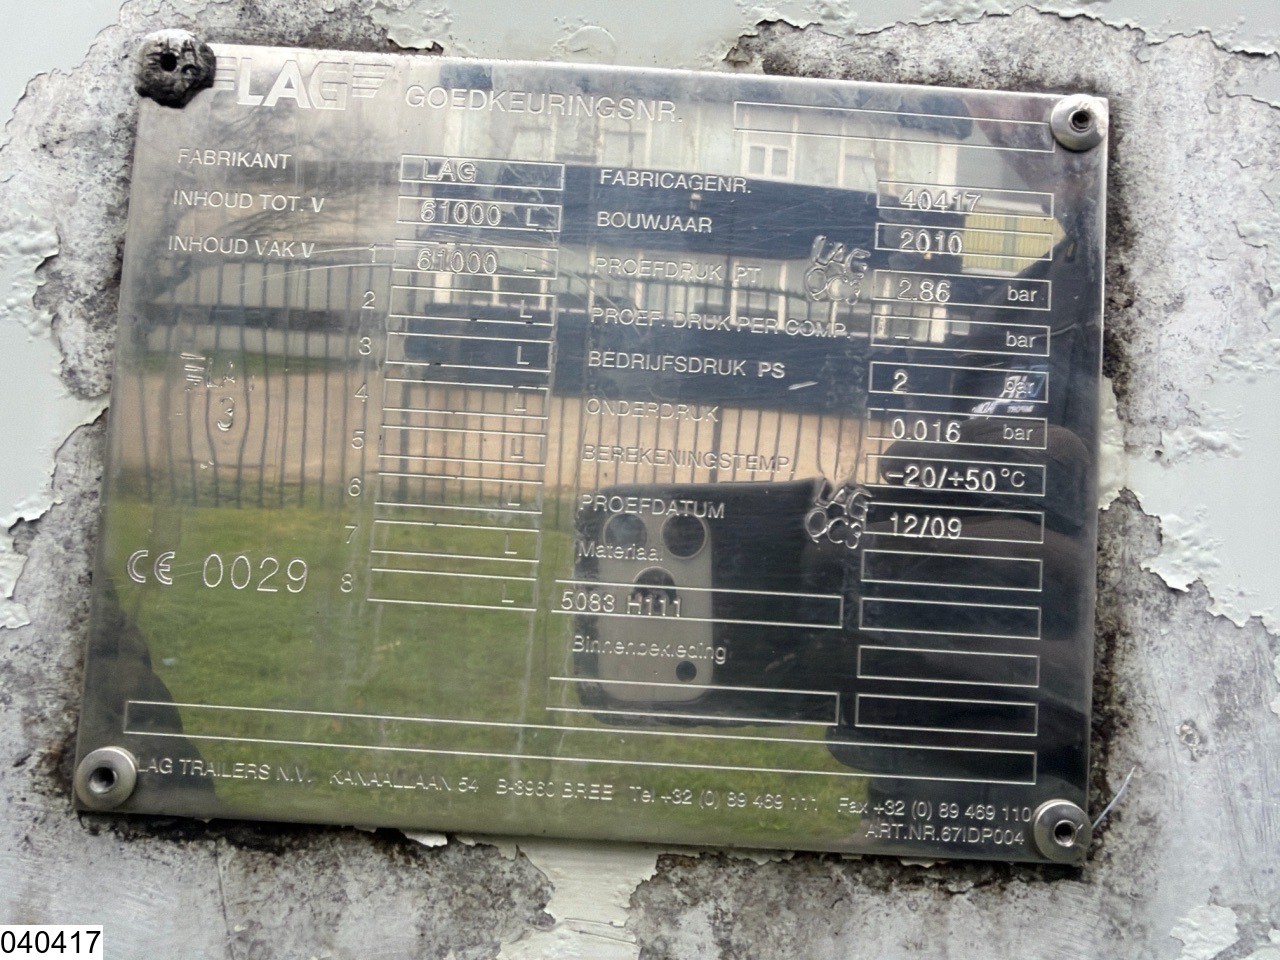 LAG GOEDKEURINGSNR.
FABRIKANT LAG
INHOUD TOT. V 61000 L
INHOUD VAK V 1 61000 L
2 L
3 L
4 L
5 L
6 L
7 L
8 L
LAG
3
CE 0029
FABRICAGENR. 40417
BOUWJAAR 2010
PROEFDRUK PT LAG QC3 2.86 bar
PROEF. DRUK PER COMP. - bar
BEDRIJFSDRUK PS 2 bar
ONDERDRUK 0.016 bar
BEREKENINGSTEMP. -20/+50°C
PROEFDATUM LAG QC3 12/09
Materiaal
5083 H111
Binnenbekleding
LAG TRAILERS N.V. KANAALLAAN 54 B-3960 BREE Tel +32 (0) 89 469 111 Fax +32 (0) 89 469 110
ART.NR.67IDP004
040417